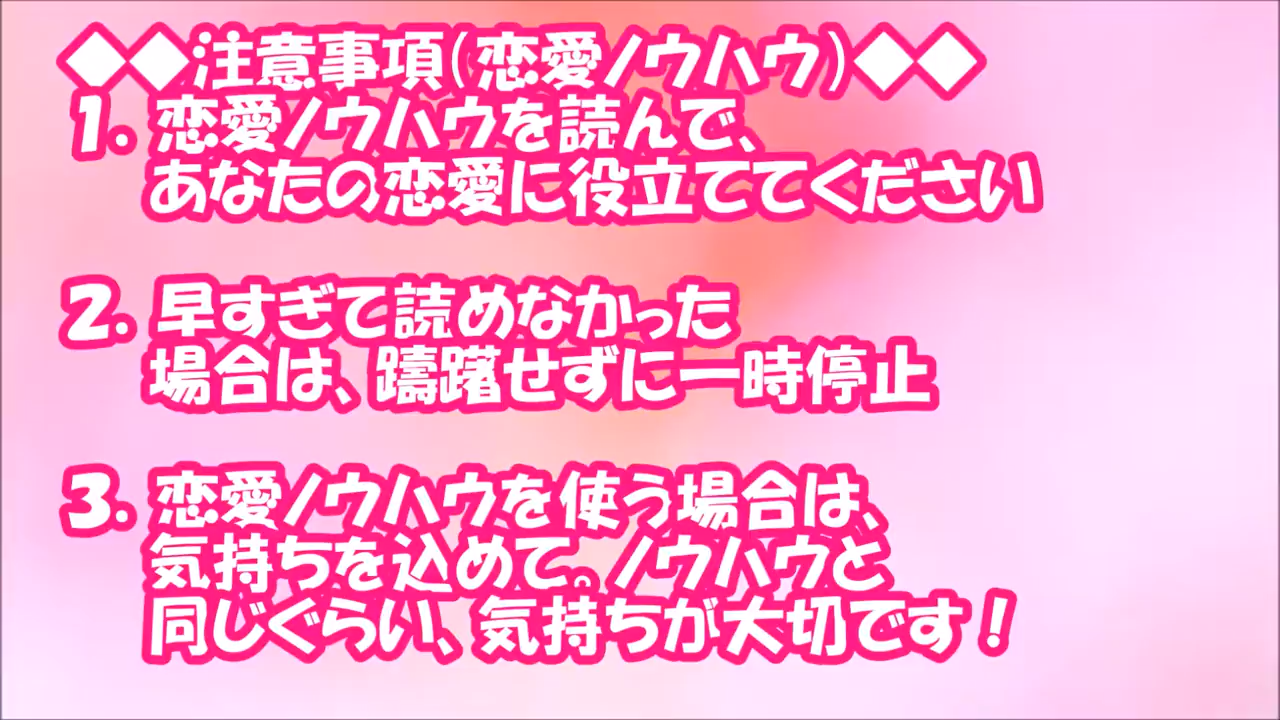 ◆◆注意事項(恋愛ノウハウ)◆◆
1. 恋愛ノウハウを読んで、
あなたの恋愛に役立ててください
2. 早すぎて読めなかった
場合は、躊躇せずに一時停止
3. 恋愛ノウハウを使う場合は、
気持ちを込めて。ノウハウと
同じぐらい、気持ちが大切です!